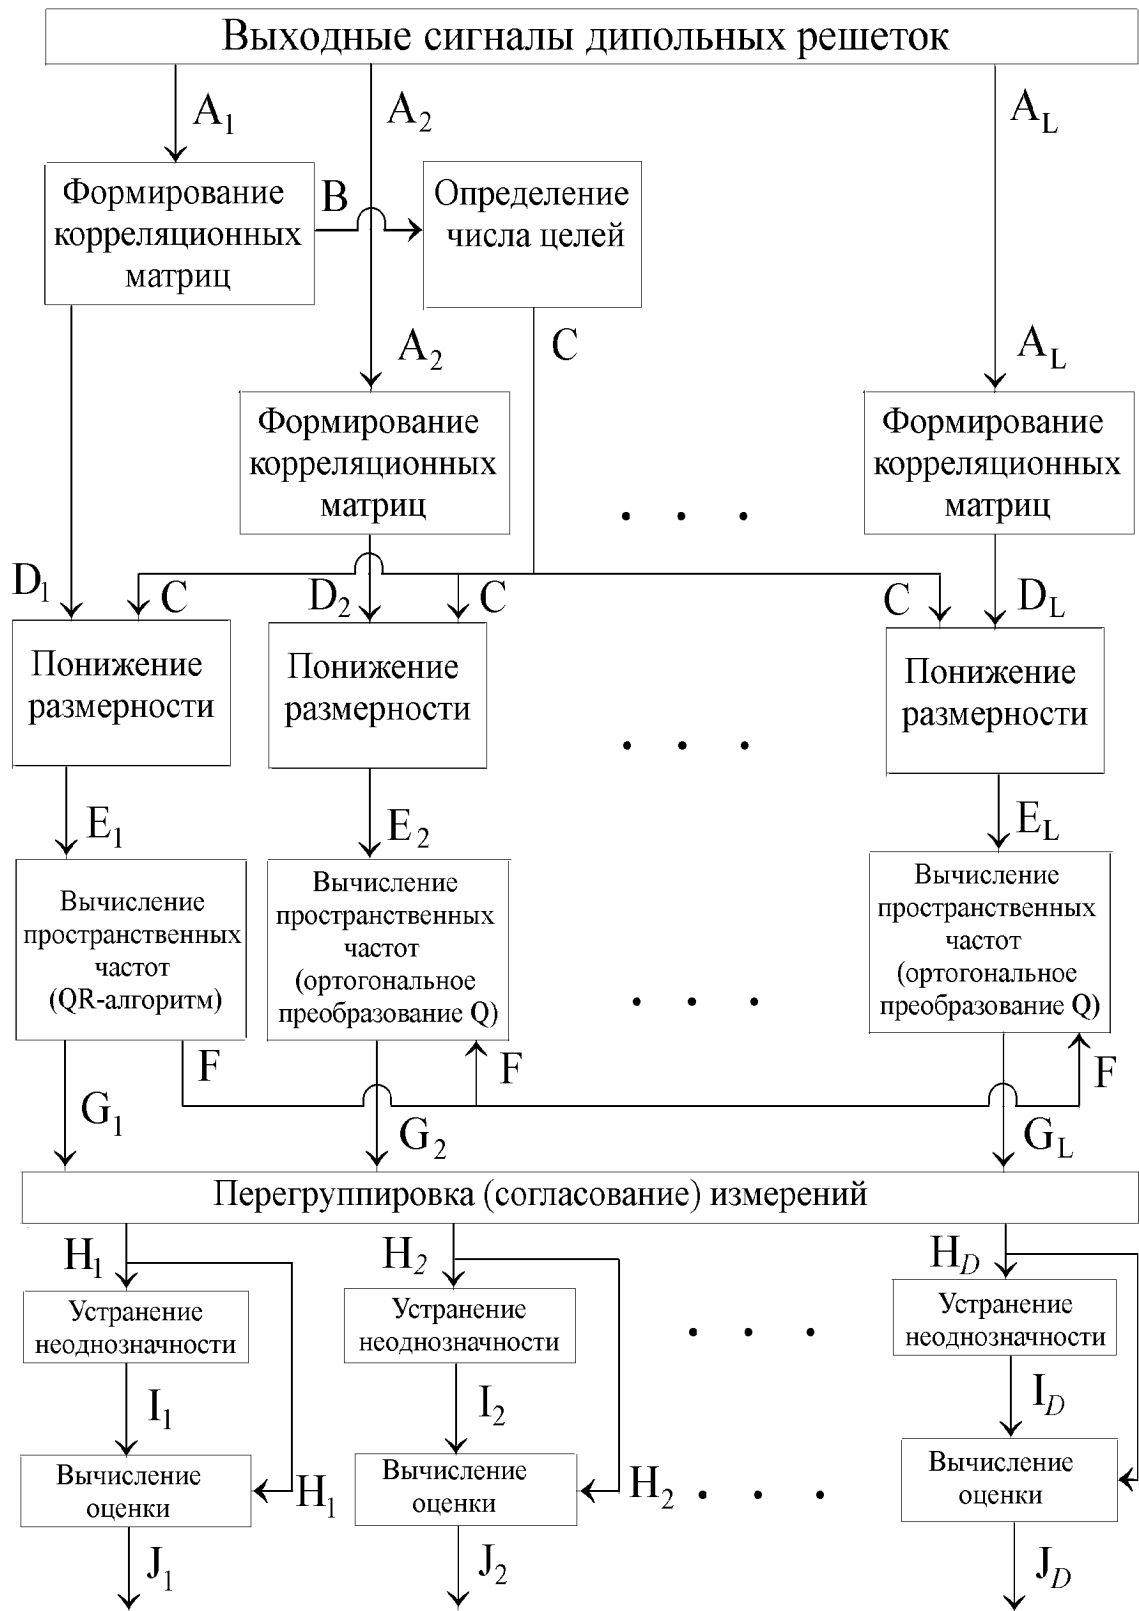 Выходные сигналы дипольных решеток
A1
A2
AL
Формирование
корреляционных
матриц
B
Определение
числа целей
A2
C
AL
Формирование
корреляционных
матриц
. . .
Формирование
корреляционных
матриц
D1
C
D2
C
C
DL
Понижение
размерности
Понижение
размерности
. . .
Понижение
размерности
E1
E2
EL
Вычисление
пространственных
частот
(QR-алгоритм)
Вычисление
пространственных
частот
(ортогональное
преобразование Q)
. . .
Вычисление
пространственных
частот
(ортогональное
преобразование Q)
F
F
F
G1
G2
GL
Перегруппировка (согласование) измерений
H1
H2
HD
Устранение
неоднозначности
Устранение
неоднозначности
. . .
Устранение
неоднозначности
I1
I2
ID
Вычисление
оценки
H1
Вычисление
оценки
H2
. . .
Вычисление
оценки
J1
J2
JD